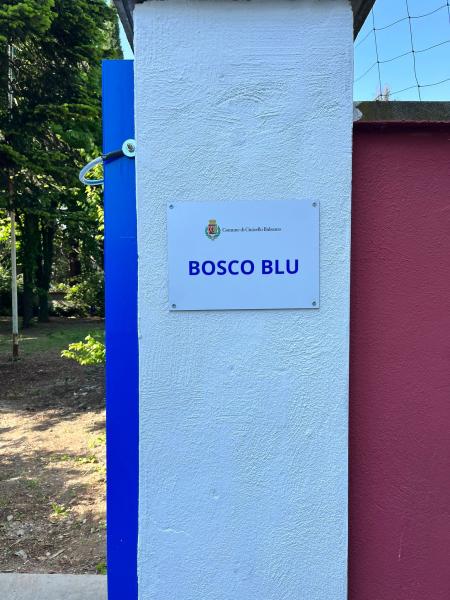 Comune di Cinisello Balsamo
BOSCO BLU